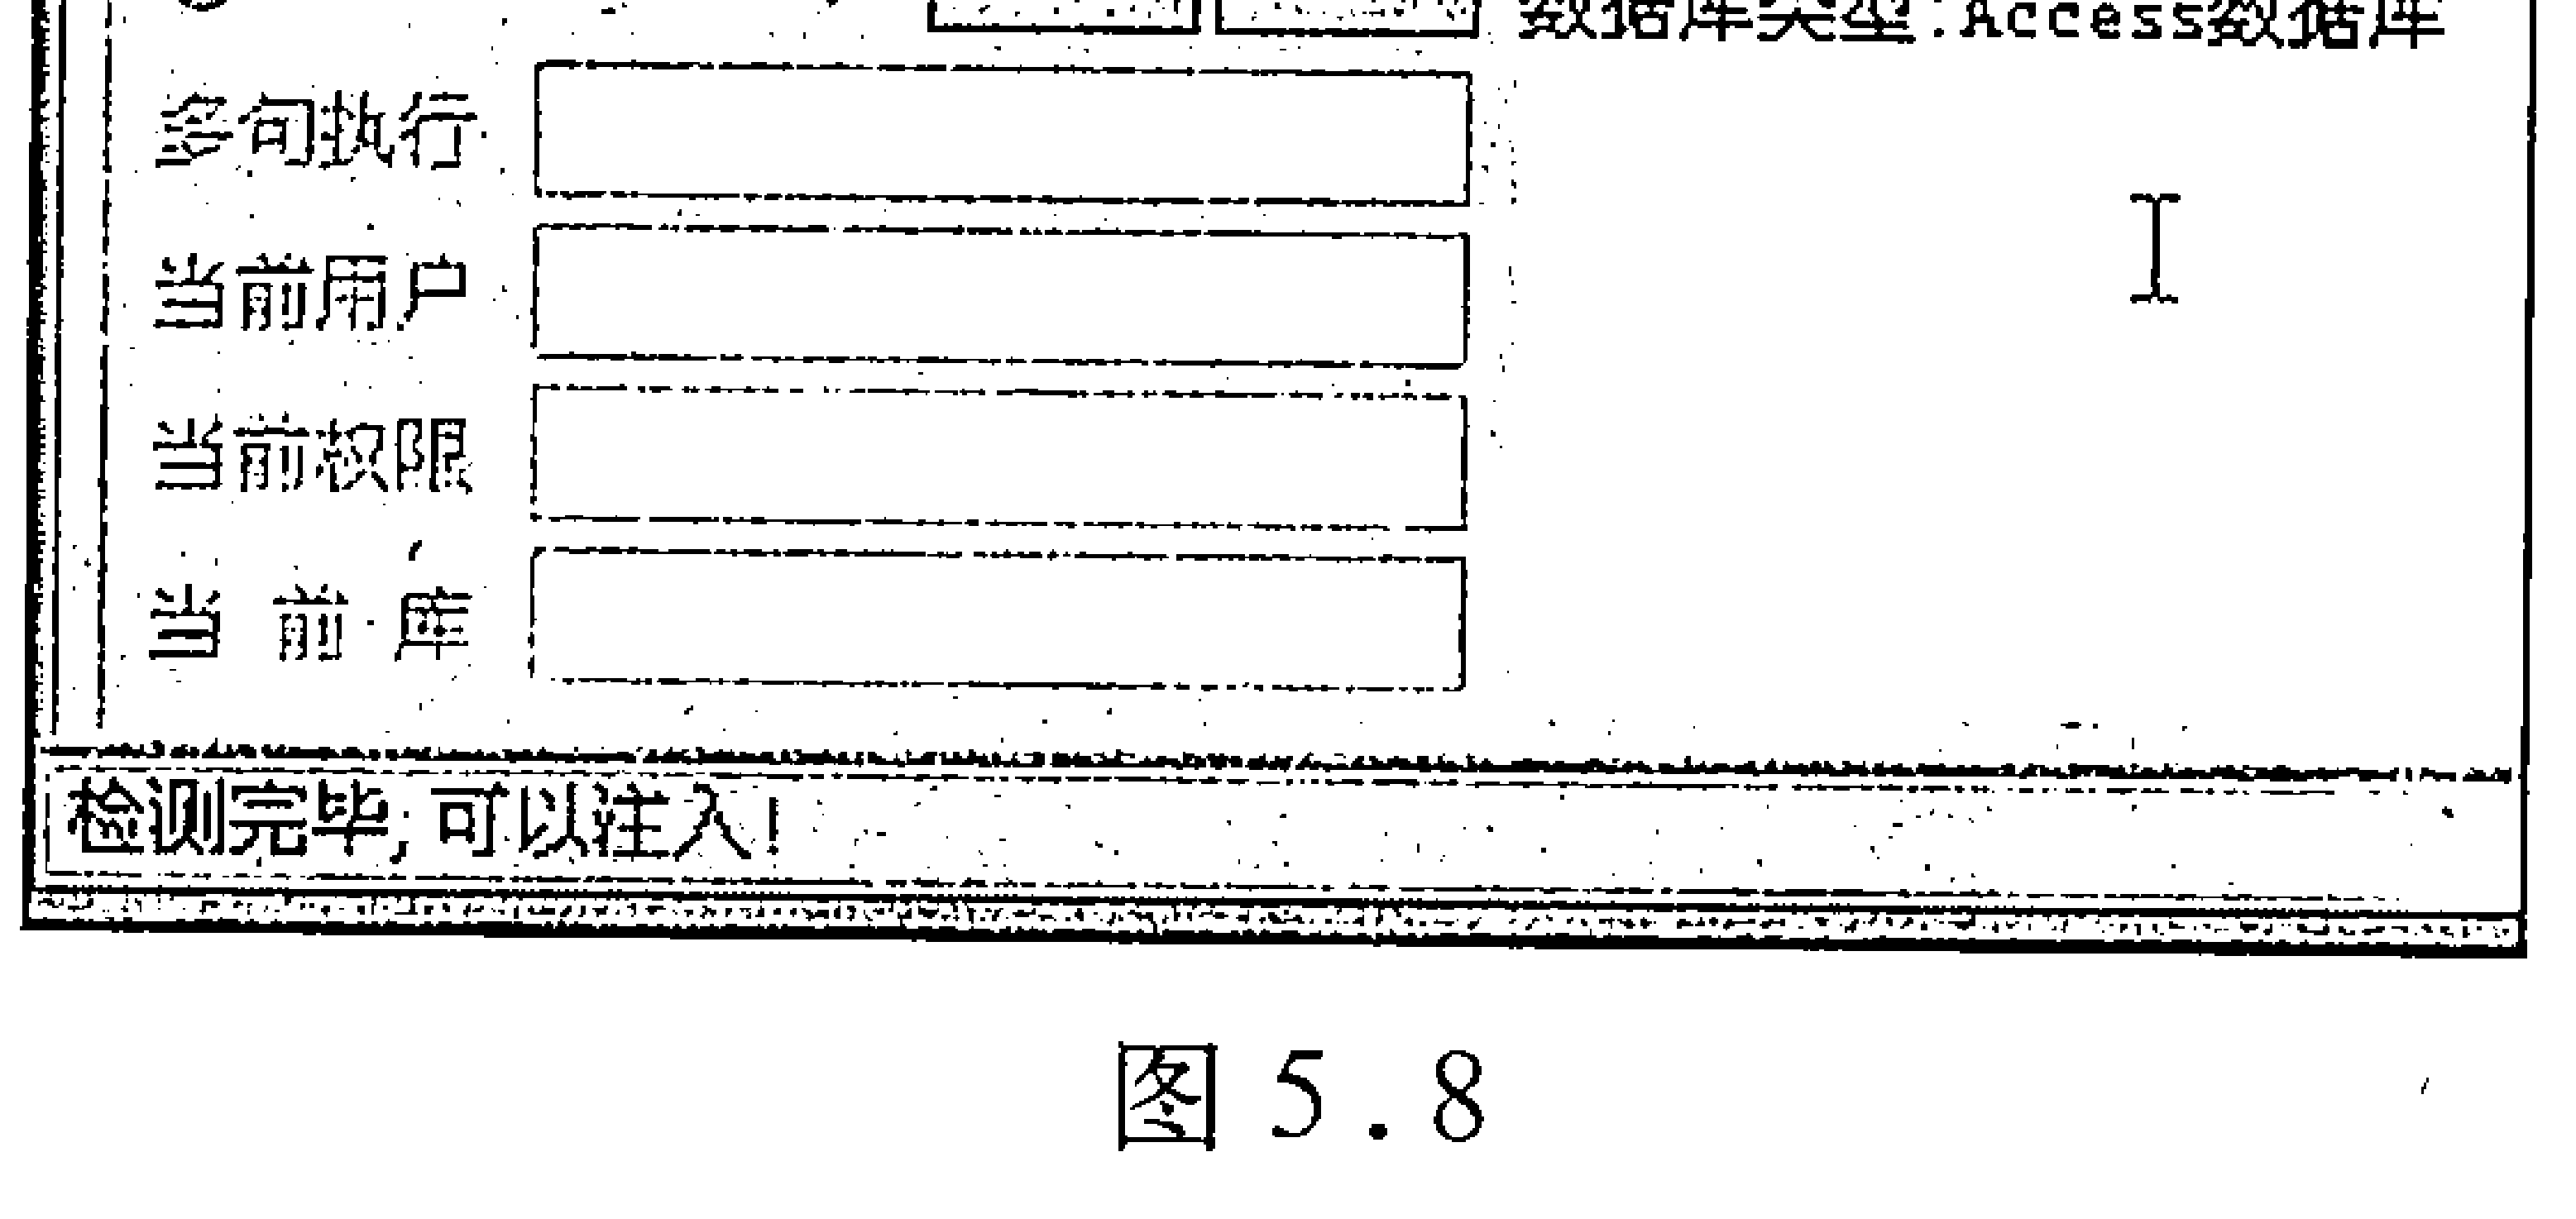 数据库类型:Access数据库
多句执行
当前用户
当前权限
当 前 库
检测完毕,可以注入!
图 5.8